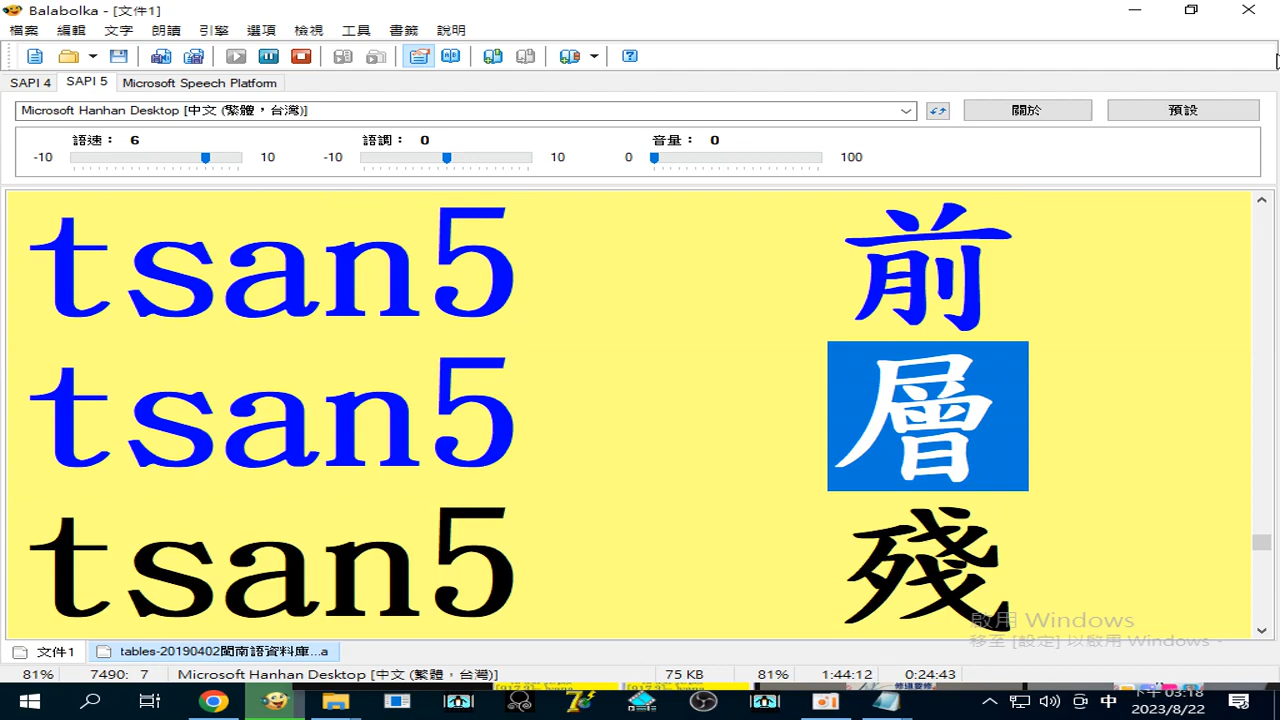 Balabolka - [文件1]
檔案 編輯 文字 朗讀 引擎 選項 檢視 工具 書籤 說明
SAPI 4 SAPI 5 Microsoft Speech Platform
Microsoft Hanhan Desktop [中文 (繁體，台灣)] 關於 預設
語速： 6 語調： 0 音量： 0
-10 10 -10 10 0 100
tsan5 前
tsan5 層
tsan5 殘
啟用 Windows
移至 [設定] 以啟用 Windows。
文件1 tables-20190402閩南語資料庫...a
81% 7490: 7 Microsoft Hanhan Desktop [中文 (繁體，台灣)] 75 KB 81% 1:44:12 0:24:43
中 下午 03:18
2023/8/22